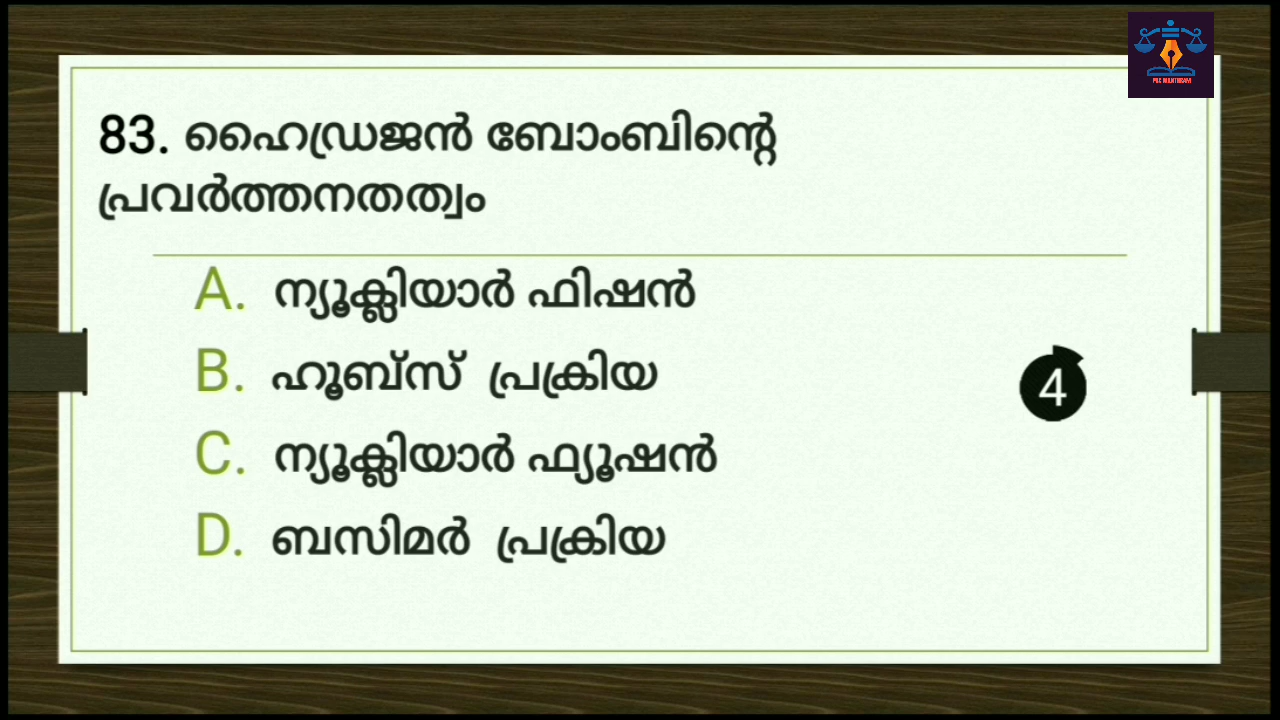 83. ഹൈഡ്രജൻ ബോംബിന്റെ
പ്രവർത്തനതത്വം
A. ന്യൂക്ലിയാർ ഫിഷൻ
B. ഹൂബ്സ് പ്രക്രിയ
4
C. ന്യൂക്ലിയാർ ഫ്യൂഷൻ
D. ബസിമർ പ്രക്രിയ